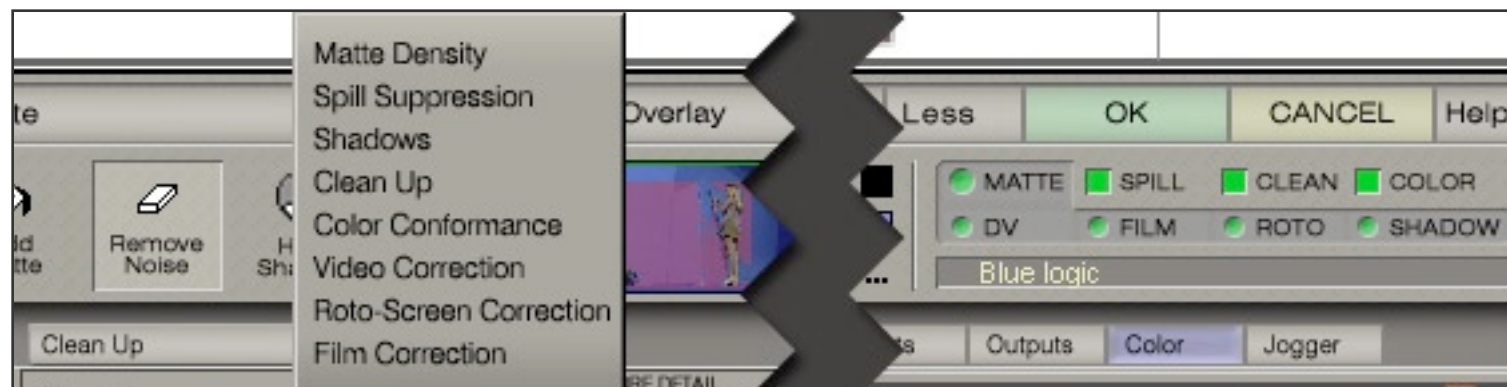 Matte Density
Spill Suppression
Shadows
Clean Up
Color Conformance
Video Correction
Roto-Screen Correction
Film Correction
Overlay
Less
OK
CANCEL
Help
Remove
Noise
MATTE SPILL CLEAN COLOR
DV FILM ROTO SHADOW
Blue logic
...
Clean Up
Outputs Color Jogger
DETAIL